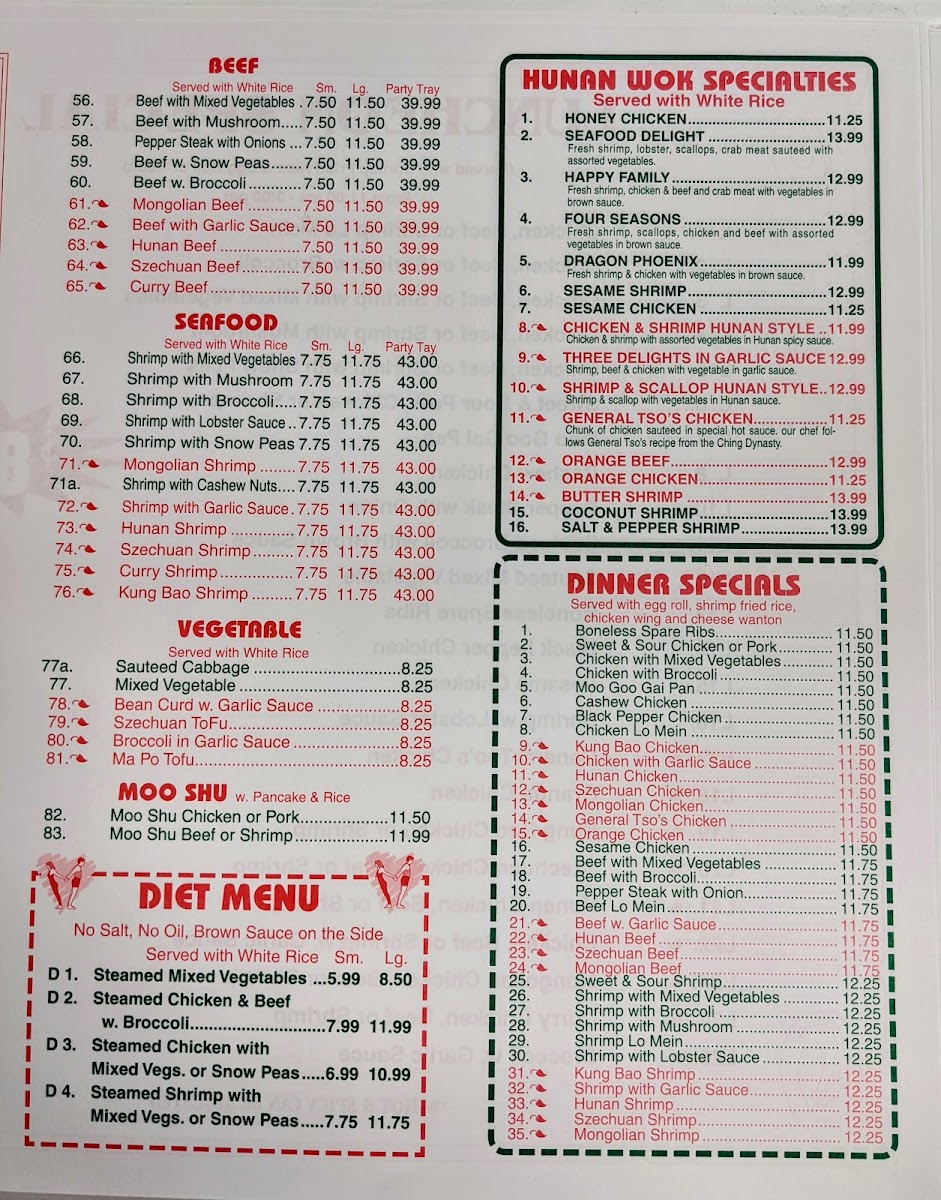 BEEF
Served with White Rice Sm. Lg. Party Tray
56. Beef with Mixed Vegetables . 7.50 11.50 39.99
57. Beef with Mushroom..... 7.50 11.50 39.99
58. Pepper Steak with Onions ... 7.50 11.50 39.99
59. Beef w. Snow Peas...... 7.50 11.50 39.99
60. Beef w. Broccoli............ 7.50 11.50 39.99
61. Mongolian Beef ............ 7.50 11.50 39.99
62. Beef with Garlic Sauce. 7.50 11.50 39.99
63. Hunan Beef .................. 7.50 11.50 39.99
64. Szechuan Beef............. 7.50 11.50 39.99
65. Curry Beef .................... 7.50 11.50 39.99
SEAFOOD
Served with White Rice Sm. Lg. Party Tay
66. Shrimp with Mixed Vegetables 7.75 11.75 43.00
67. Shrimp with Mushroom 7.75 11.75 43.00
68. Shrimp with Broccoli.... 7.75 11.75 43.00
69. Shrimp with Lobster Sauce .. 7.75 11.75 43.00
70. Shrimp with Snow Peas 7.75 11.75 43.00
71. Mongolian Shrimp ........ 7.75 11.75 43.00
71a. Shrimp with Cashew Nuts.... 7.75 11.75 43.00
72. Shrimp with Garlic Sauce. 7.75 11.75 43.00
73. Hunan Shrimp .............. 7.75 11.75 43.00
74. Szechuan Shrimp......... 7.75 11.75 43.00
75. Curry Shrimp ................ 7.75 11.75 43.00
76. Kung Bao Shrimp ......... 7.75 11.75 43.00
VEGETABLE
Served with White Rice
77a. Sauteed Cabbage ............................8.25
77. Mixed Vegetable ...............................8.25
78. Bean Curd w. Garlic Sauce ...............8.25
79. Szechuan ToFu.................................8.25
80. Broccoli in Garlic Sauce ...................8.25
81. Ma Po Tofu.......................................8.25
MOO SHU w. Pancake & Rice
82. Moo Shu Chicken or Pork.................11.50
83. Moo Shu Beef or Shrimp..................11.99
DIET MENU
No Salt, No Oil, Brown Sauce on the Side
Served with White Rice Sm. Lg.
D 1. Steamed Mixed Vegetables ...5.99 8.50
D 2. Steamed Chicken & Beef
w. Broccoli..............................7.99 11.99
D 3. Steamed Chicken with
Mixed Vegs. or Snow Peas.....6.99 10.99
D 4. Steamed Shrimp with
Mixed Vegs. or Snow Peas.....7.75 11.75
HUNAN WOK SPECIALTIES
Served with White Rice
1. HONEY CHICKEN..............................11.25
2. SEAFOOD DELIGHT ..........................13.99
Fresh shrimp, lobster, scallops, crab meat sauteed with
assorted vegetables.
3. HAPPY FAMILY .................................12.99
Fresh shrimp, chicken & beef and crab meat with vegetables in
brown sauce.
4. FOUR SEASONS ...............................12.99
Fresh shrimp, scallops, chicken and beef with assorted
vegetables in brown sauce.
5. DRAGON PHOENIX............................11.99
Fresh shrimp & chicken with vegetables in brown sauce.
6. SESAME SHRIMP..............................12.99
7. SESAME CHICKEN ............................11.25
8. CHICKEN & SHRIMP HUNAN STYLE ..11.99
Chicken & shrimp with assorted vegetables in Hunan spicy sauce.
9. THREE DELIGHTS IN GARLIC SAUCE 12.99
Shrimp, beef & chicken with vegetable in garlic sauce.
10. SHRIMP & SCALLOP HUNAN STYLE..12.99
Shrimp & scallop with vegetables in Hunan sauce.
11. GENERAL TSO'S CHICKEN.................11.25
Chunk of chicken sauteed in special hot sauce, our chef fol-
lows General Tso's recipe from the Ching Dynasty.
12. ORANGE BEEF..................................12.99
13. ORANGE CHICKEN............................11.25
14. BUTTER SHRIMP ..............................13.99
15. COCONUT SHRIMP............................13.99
16. SALT & PEPPER SHRIMP...................13.99
DINNER SPECIALS
Served with egg roll, shrimp fried rice,
chicken wing and cheese wanton
1. Boneless Spare Ribs........................... 11.50
2. Sweet & Sour Chicken or Pork............ 11.50
3. Chicken with Mixed Vegetables........... 11.50
4. Chicken with Broccoli .......................... 11.50
5. Moo Goo Gai Pan ............................... 11.50
6. Cashew Chicken ................................. 11.50
7. Black Pepper Chicken ......................... 11.50
8. Chicken Lo Mein ................................. 11.50
9. Kung Bao Chicken............................... 11.50
10. Chicken with Garlic Sauce .................. 11.50
11. Hunan Chicken.................................... 11.50
12. Szechuan Chicken .............................. 11.50
13. Mongolian Chicken.............................. 11.50
14. General Tso's Chicken ........................ 11.50
15. Orange Chicken .................................. 11.50
16. Sesame Chicken ................................. 11.50
17. Beef with Mixed Vegetables ................ 11.75
18. Beef with Broccoli................................ 11.75
19. Pepper Steak with Onion..................... 11.75
20. Beef Lo Mein....................................... 11.75
21. Beef w. Garlic Sauce........................... 11.75
22. Hunan Beef ......................................... 11.75
23. Szechuan Beef.................................... 11.75
24. Mongolian Beef ................................... 11.75
25. Sweet & Sour Shrimp.......................... 12.25
26. Shrimp with Mixed Vegetables ............ 12.25
27. Shrimp with Broccoli ............................ 12.25
28. Shrimp with Mushroom ....................... 12.25
29. Shrimp Lo Mein ................................... 12.25
30. Shrimp with Lobster Sauce ................. 12.25
31. Kung Bao Shrimp ................................ 12.25
32. Shrimp with Garlic Sauce.................... 12.25
33. Hunan Shrimp ..................................... 12.25
34. Szechuan Shrimp ................................ 12.25
35. Mongolian Shrimp ............................... 12.25